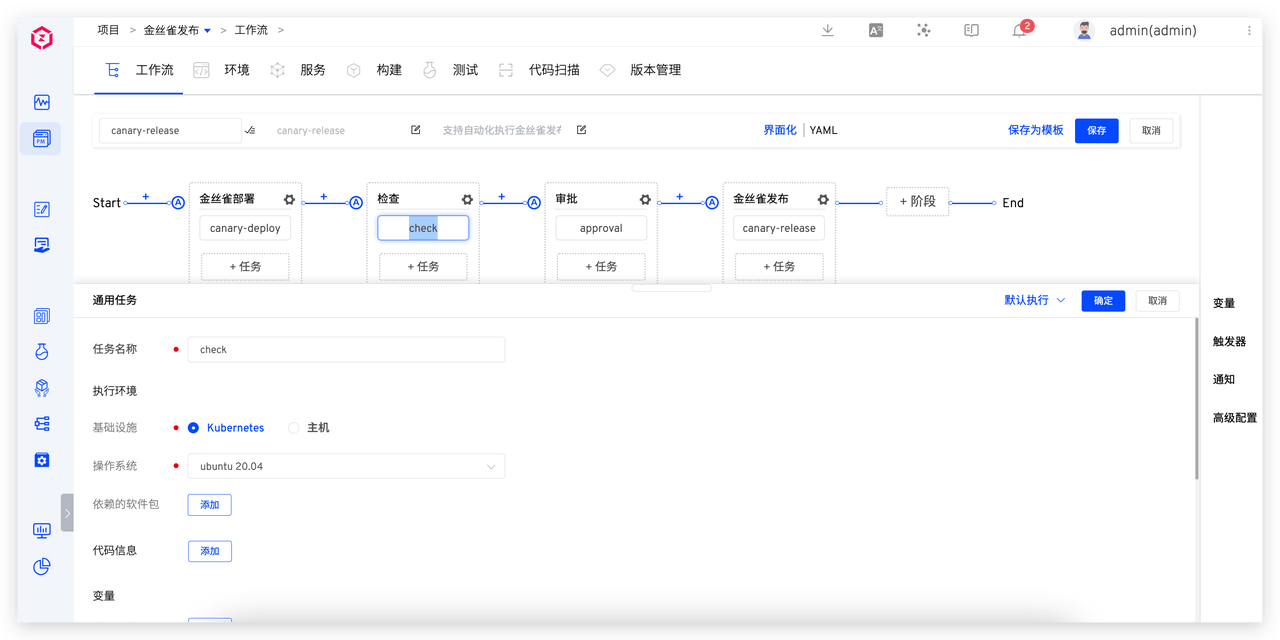 项目 > 金丝雀发布 > 工作流 >
2
admin(admin)
工作流 环境 服务 构建 测试 代码扫描 版本管理
PM
canary-release canary-release 支持自动化执行金丝雀发布 界面化 | YAML 保存为模板 保存 取消
金丝雀部署 检查 审批 金丝雀发布
Start + A + A + A + A + 阶段 End
canary-deploy check approval canary-release
+ 任务 + 任务 + 任务 + 任务
通用任务 默认执行 确定 取消
变量
触发器
通知
高级配置
任务名称 check
执行环境
基础设施 Kubernetes 主机
操作系统 ubuntu 20.04
依赖的软件包 添加
代码信息 添加
变量